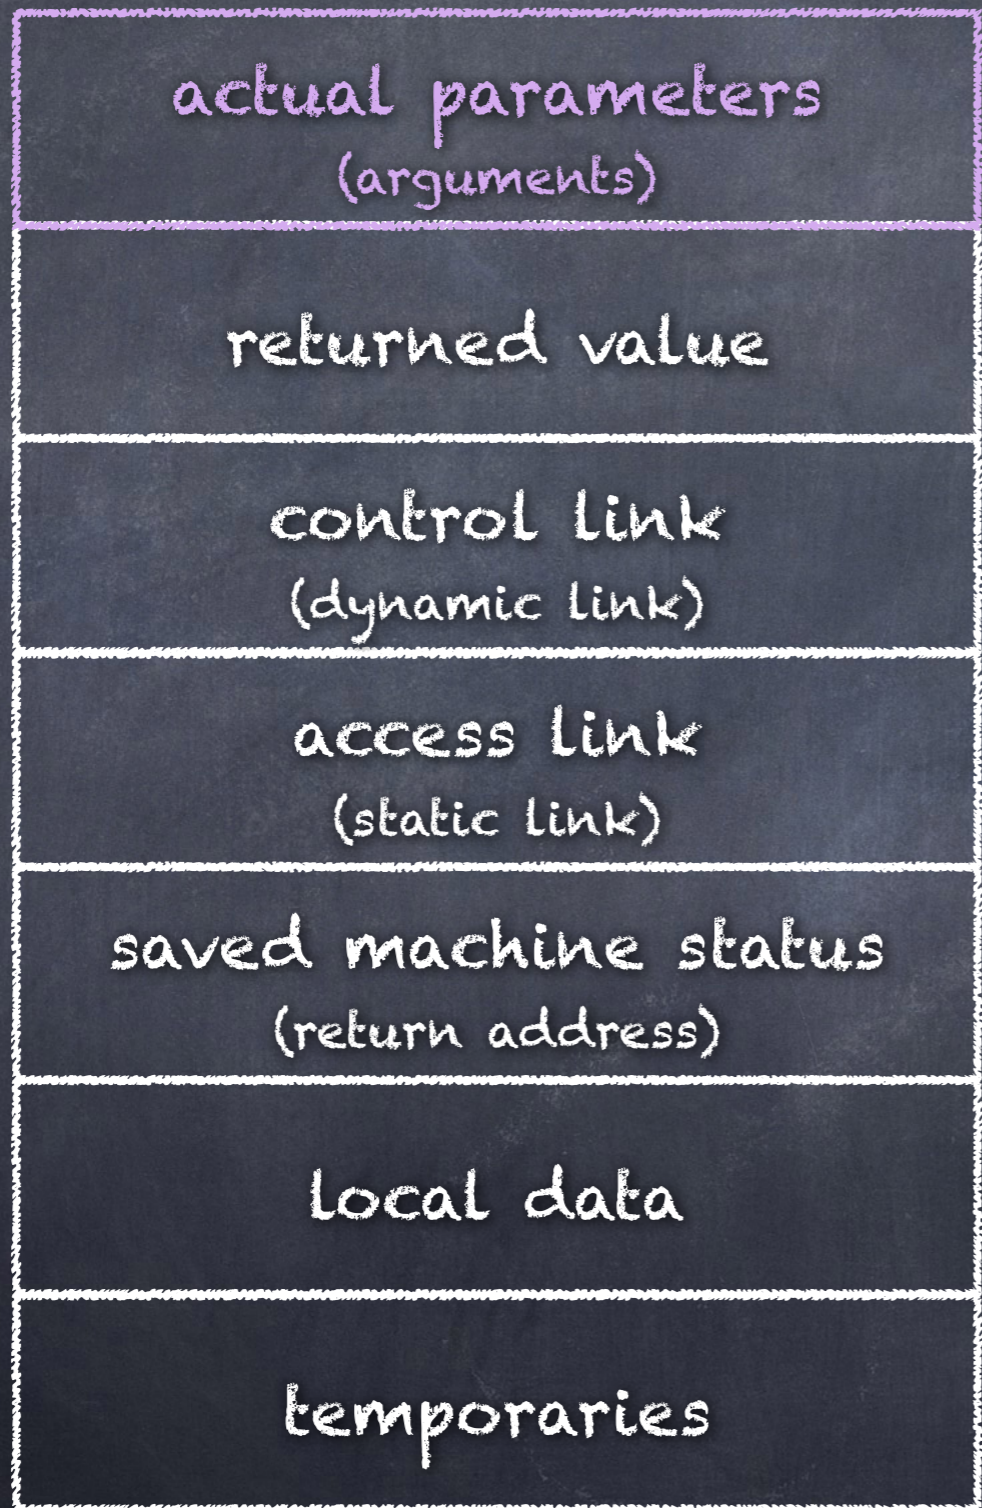 actual parameters
(arguments)
returned value
control link
(dynamic link)
access link
(static link)
saved machine status
(return address)
local data
temporaries